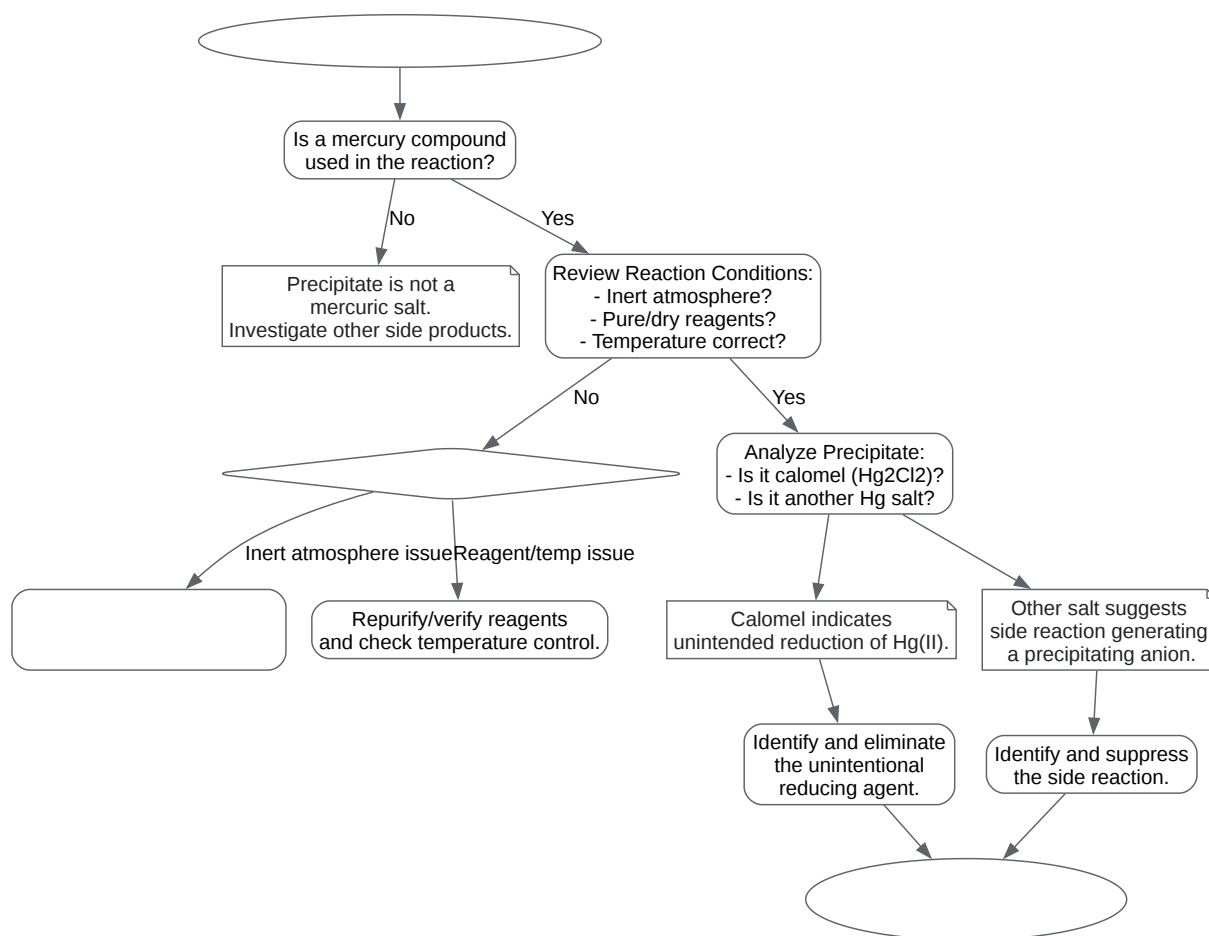 Is a mercury compound
used in the reaction?
No
Yes
Precipitate is not a
mercuric salt.
Investigate other side products.
Review Reaction Conditions:
- Inert atmosphere?
- Pure/dry reagents?
- Temperature correct?
No
Yes
Analyze Precipitate:
- Is it calomel (Hg2Cl2)?
- Is it another Hg salt?
Inert atmosphere issue
Reagent/temp issue
Repurify/verify reagents
and check temperature control.
Calomel indicates
unintended reduction of Hg(II).
Other salt suggests
side reaction generating
a precipitating anion.
Identify and eliminate
the unintentional
reducing agent.
Identify and suppress
the side reaction.